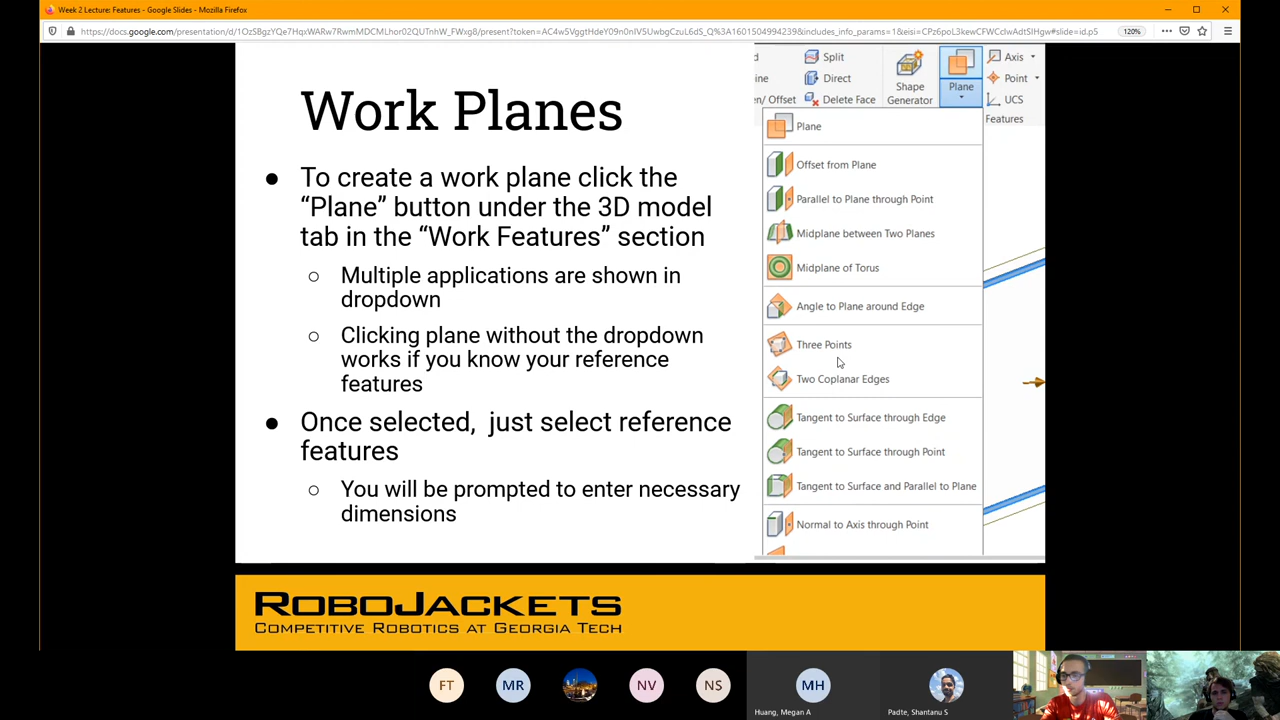 Week 2 Lecture: Features - Google Slides - Mozilla Firefox
120%
Work Planes
● To create a work plane click the
“Plane” button under the 3D model
tab in the “Work Features” section
○ Multiple applications are shown in
dropdown
○ Clicking plane without the dropdown
works if you know your reference
features
● Once selected, just select reference
features
○ You will be prompted to enter necessary
dimensions
Split
Direct
Delete Face
Offset
Shape
Generator
Plane
Axis
Point
UCS
Features
Plane
Offset from Plane
Parallel to Plane through Point
Midplane between Two Planes
Midplane of Torus
Angle to Plane around Edge
Three Points
Two Coplanar Edges
Tangent to Surface through Edge
Tangent to Surface through Point
Tangent to Surface and Parallel to Plane
Normal to Axis through Point
RoboJackets
Competitive Robotics at Georgia Tech
FT
MR
NV
NS
MH
Huang, Megan A
Padte, Shantanu S